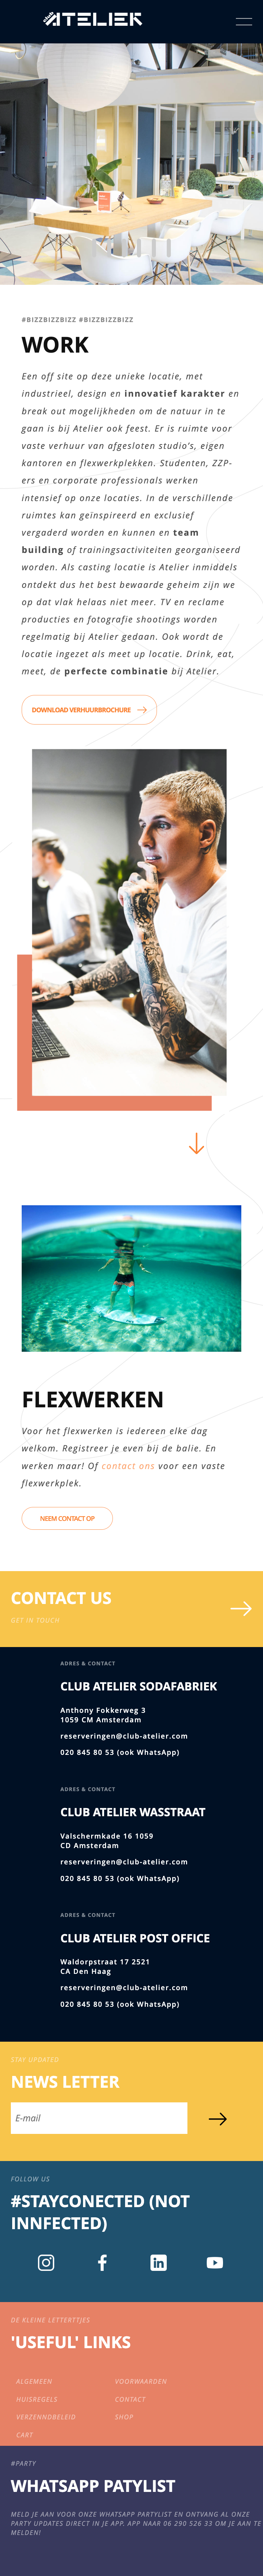 ATELIER
#BIZZBIZZBIZZ #BIZZBIZZBIZZ
WORK
Een off site op deze unieke locatie, met
industrieel, design en innovatief karakter en
break out mogelijkheden om de natuur in te
gaan is bij Atelier ook feest. Er is ruimte voor
vaste verhuur van afgesloten studio's, eigen
kantoren en flexwerkplekken. Studenten, ZZP-
ers en corporate professionals werken
intensief op onze locaties. In de verschillende
ruimtes kan geïnspireerd en exclusief
vergaderd worden en kunnen en team
building of trainingsactiviteiten georganiseerd
worden. Als casting locatie is Atelier inmiddels
ontdekt dus het best bewaarde geheim zijn we
op dat vlak helaas niet meer. TV en reclame
producties en fotografie shootings worden
regelmatig bij Atelier gedaan. Ook wordt de
locatie ingezet als meet up locatie. Drink, eat,
meet, de perfecte combinatie bij Atelier.
DOWNLOAD VERHUURBROCHURE
FLEXWERKEN
Voor het flexwerken is iedereen elke dag
welkom. Registreer je even bij de balie. En
werken maar! Of contact ons voor een vaste
flexwerkplek.
NEEM CONTACT OP
CONTACT US
GET IN TOUCH
ADRES & CONTACT
CLUB ATELIER SODAFABRIEK
Anthony Fokkerweg 3
1059 CM Amsterdam
reserveringen@club-atelier.com
020 845 80 53 (ook WhatsApp)
ADRES & CONTACT
CLUB ATELIER WASSTRAAT
Valschermkade 16 1059
CD Amsterdam
reserveringen@club-atelier.com
020 845 80 53 (ook WhatsApp)
ADRES & CONTACT
CLUB ATELIER POST OFFICE
Waldorpstraat 17 2521
CA Den Haag
reserveringen@club-atelier.com
020 845 80 53 (ook WhatsApp)
STAY UPDATED
NEWS LETTER
E-mail
FOLLOW US
#STAYCONECTED (NOT
INNFECTED)
DE KLEINE LETTERTTJES
'USEFUL' LINKS
ALGEMEEN
VOORWAARDEN
HUISREGELS
CONTACT
VERZENNDBELEID
SHOP
CART
#PARTY
WHATSAPP PATYLIST
MELD JE AAN VOOR ONZE WHATSAPP PARTYLIST EN ONTVANG AL ONZE
PARTY UPDATES DIRECT IN JE APP. APP NAAR 06 290 526 33 OM JE AAN TE
MELDEN!